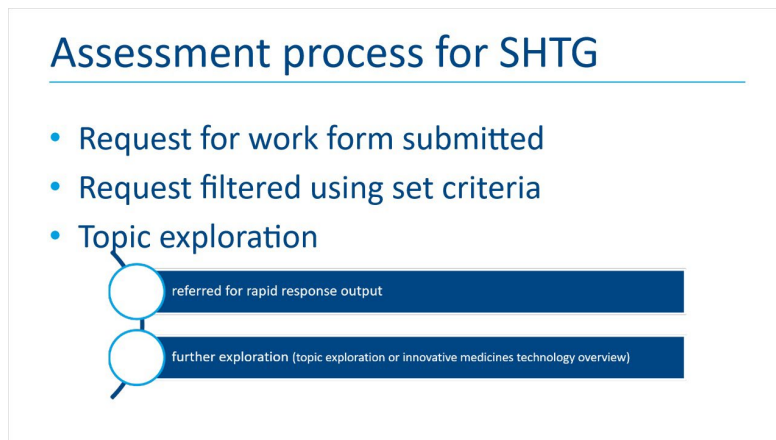 Assessment process for SHTG
• Request for work form submitted
• Request filtered using set criteria
• Topic exploration
referred for rapid response output
further exploration (topic exploration or innovative medicines technology overview)